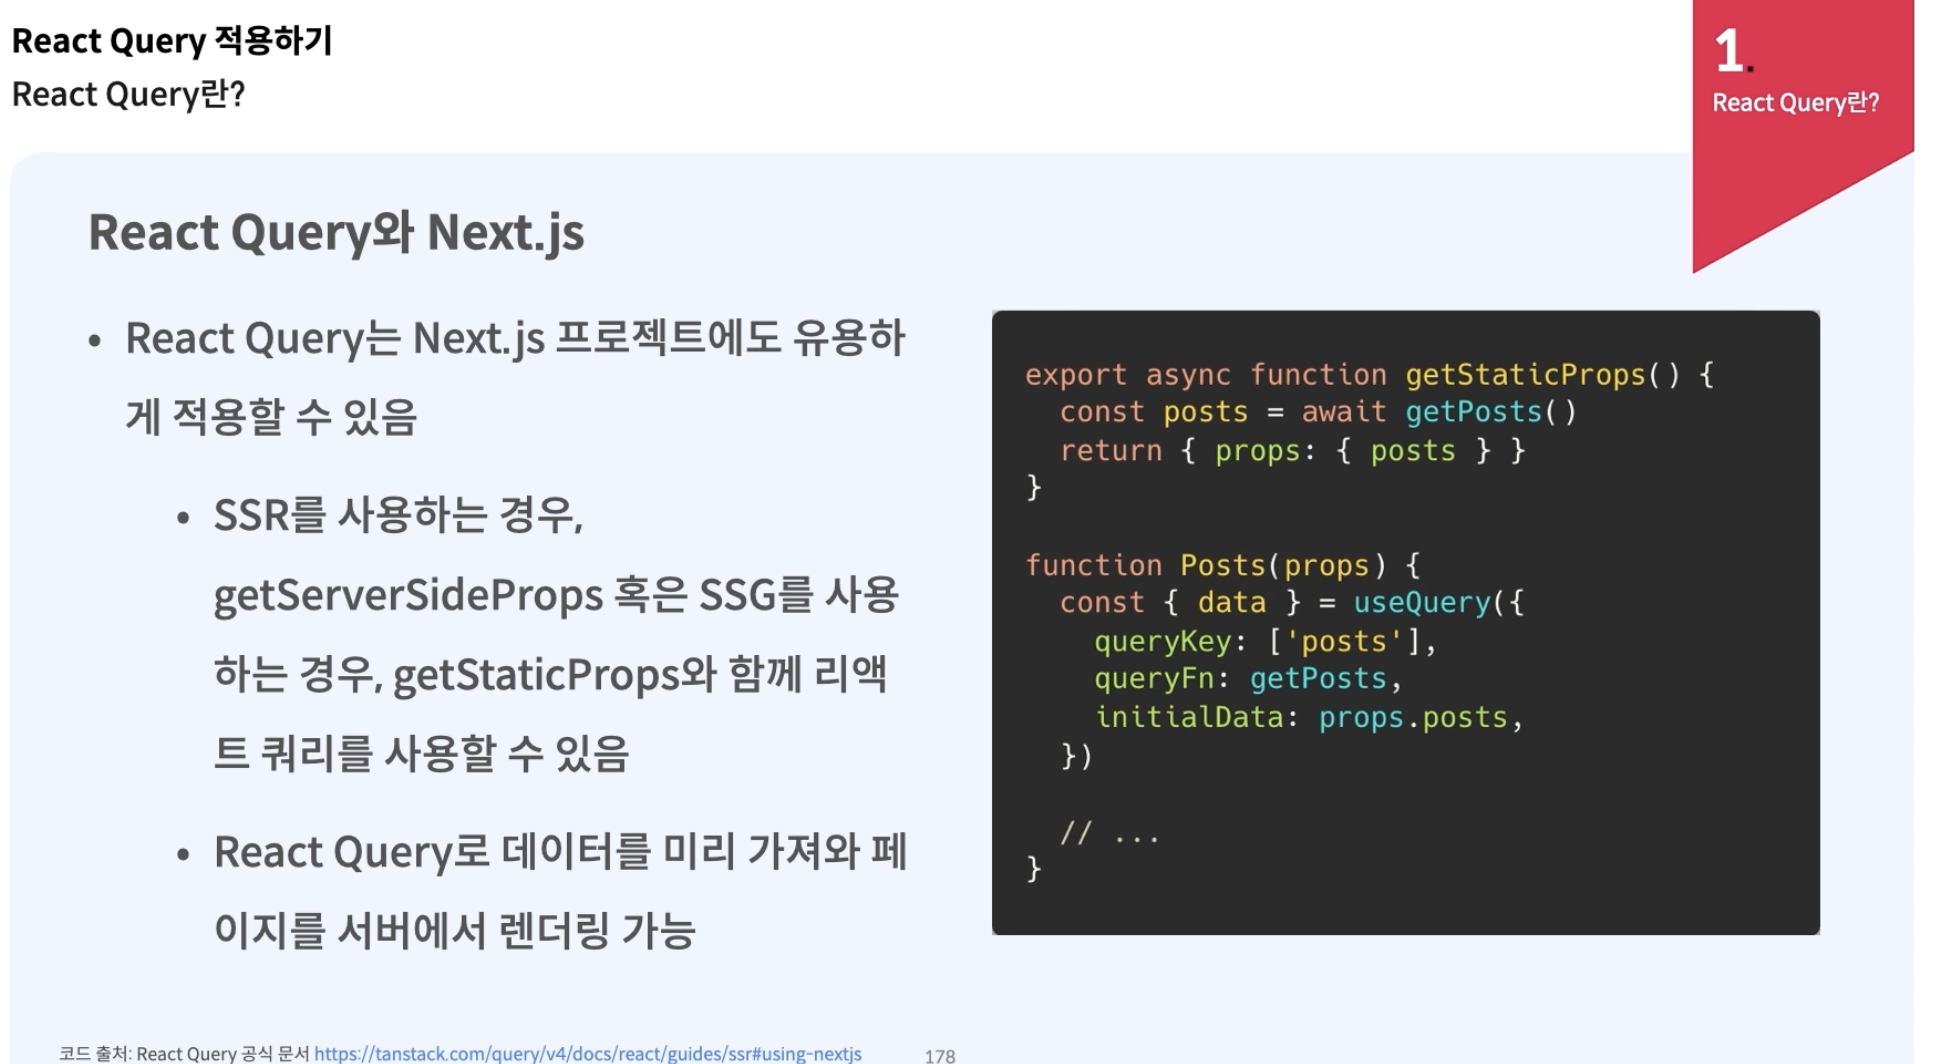 React Query 적용하기
React Query란?
1.
React Query란?
React Query와 Next.js
• React Query는 Next.js 프로젝트에도 유용하
게 적용할 수 있음
• SSR를 사용하는 경우,
getServerSideProps 혹은 SSG를 사용
하는 경우, getStaticProps와 함께 리액
트 쿼리를 사용할 수 있음
• React Query로 데이터를 미리 가져와 페
이지를 서버에서 렌더링 가능
export async function getStaticProps() {
  const posts = await getPosts()
  return { props: { posts } }
}
function Posts(props) {
  const { data } = useQuery({
    queryKey: ['posts'],
    queryFn: getPosts,
    initialData: props.posts,
  })
  // ...
}
코드 출처: React Query 공식 문서 https://tanstack.com/query/v4/docs/react/guides/ssr#using-nextjs
178